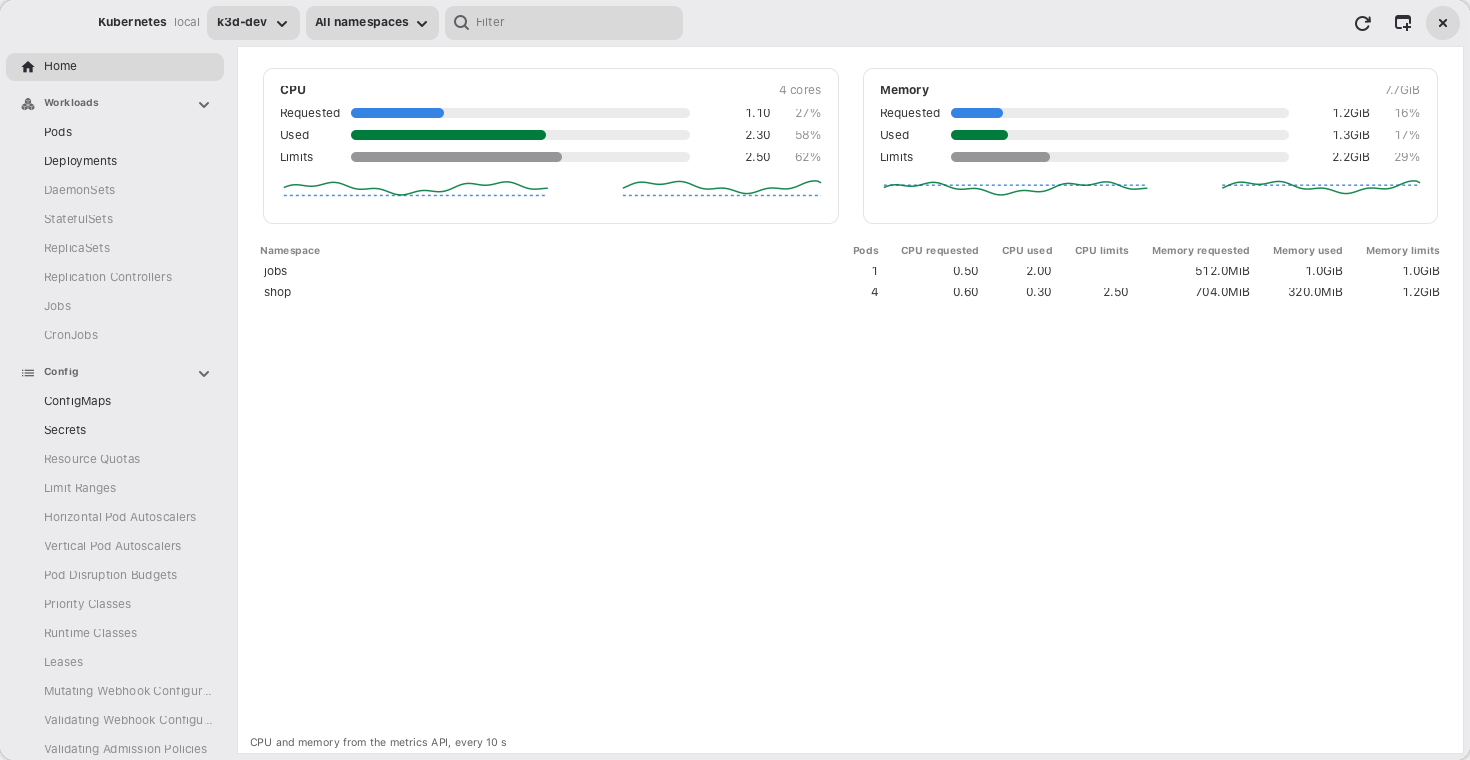 Kubernetes local k3d-dev All namespaces Filter
Home
Workloads
Pods
Deployments
DaemonSets
StatefulSets
ReplicaSets
Replication Controllers
Jobs
CronJobs
Config
ConfigMaps
Secrets
Resource Quotas
Limit Ranges
Horizontal Pod Autoscalers
Vertical Pod Autoscalers
Pod Disruption Budgets
Priority Classes
Runtime Classes
Leases
Mutating Webhook Configur...
Validating Webhook Configu...
Validating Admission Policies
CPU 4 cores
Requested 1.10 27%
Used 2.30 58%
Limits 2.50 62%
Memory 7.7GiB
Requested 1.2GiB 16%
Used 1.3GiB 17%
Limits 2.2GiB 29%
Namespace Pods CPU requested CPU used CPU limits Memory requested Memory used Memory limits
jobs 1 0.50 2.00 512.0MiB 1.0GiB 1.0GiB
shop 4 0.60 0.30 2.50 704.0MiB 320.0MiB 1.2GiB
CPU and memory from the metrics API, every 10 s